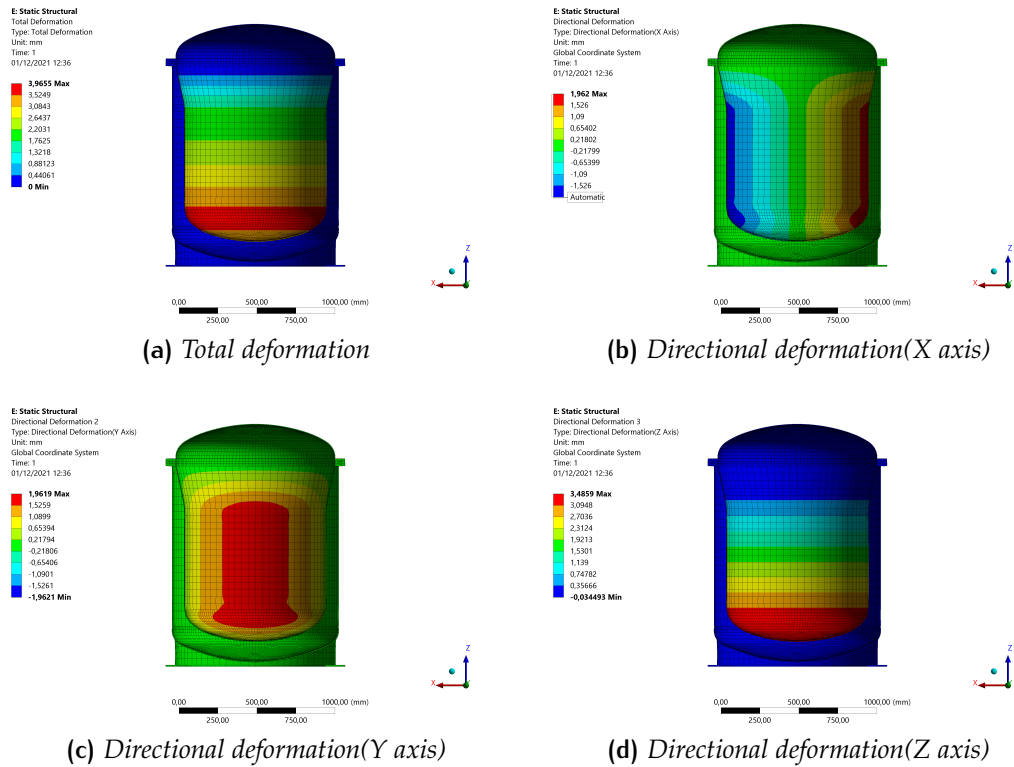 E: Static Structural
Total Deformation
Type: Total Deformation
Unit: mm
Time: 1
01/12/2021 12:36
3,9655 Max
3,5249
3,0843
2,6437
2,2031
1,7625
1,3218
0,88123
0,44061
0 Min
Z
X
0,00 500,00 1000,00 (mm)
250,00 750,00
(a) Total deformation
E: Static Structural
Directional Deformation
Type: Directional Deformation(X Axis)
Unit: mm
Global Coordinate System
Time: 1
01/12/2021 12:36
1,962 Max
1,526
1,09
0,65402
0,21802
-0,21799
-0,65399
-1,09
-1,526
Automatic
Z
X
0,00 500,00 1000,00 (mm)
250,00 750,00
(b) Directional deformation(X axis)
E: Static Structural
Directional Deformation 2
Type: Directional Deformation(Y Axis)
Unit: mm
Global Coordinate System
Time: 1
01/12/2021 12:36
1,9619 Max
1,5259
1,0899
0,65394
0,21794
-0,21806
-0,65406
-1,0901
-1,5261
-1,9621 Min
Z
X
0,00 500,00 1000,00 (mm)
250,00 750,00
(c) Directional deformation(Y axis)
E: Static Structural
Directional Deformation 3
Type: Directional Deformation(Z Axis)
Unit: mm
Global Coordinate System
Time: 1
01/12/2021 12:36
3,4859 Max
3,0948
2,7036
2,3124
1,9213
1,5301
1,139
0,74782
0,35666
-0,034493 Min
Z
X
0,00 500,00 1000,00 (mm)
250,00 750,00
(d) Directional deformation(Z axis)